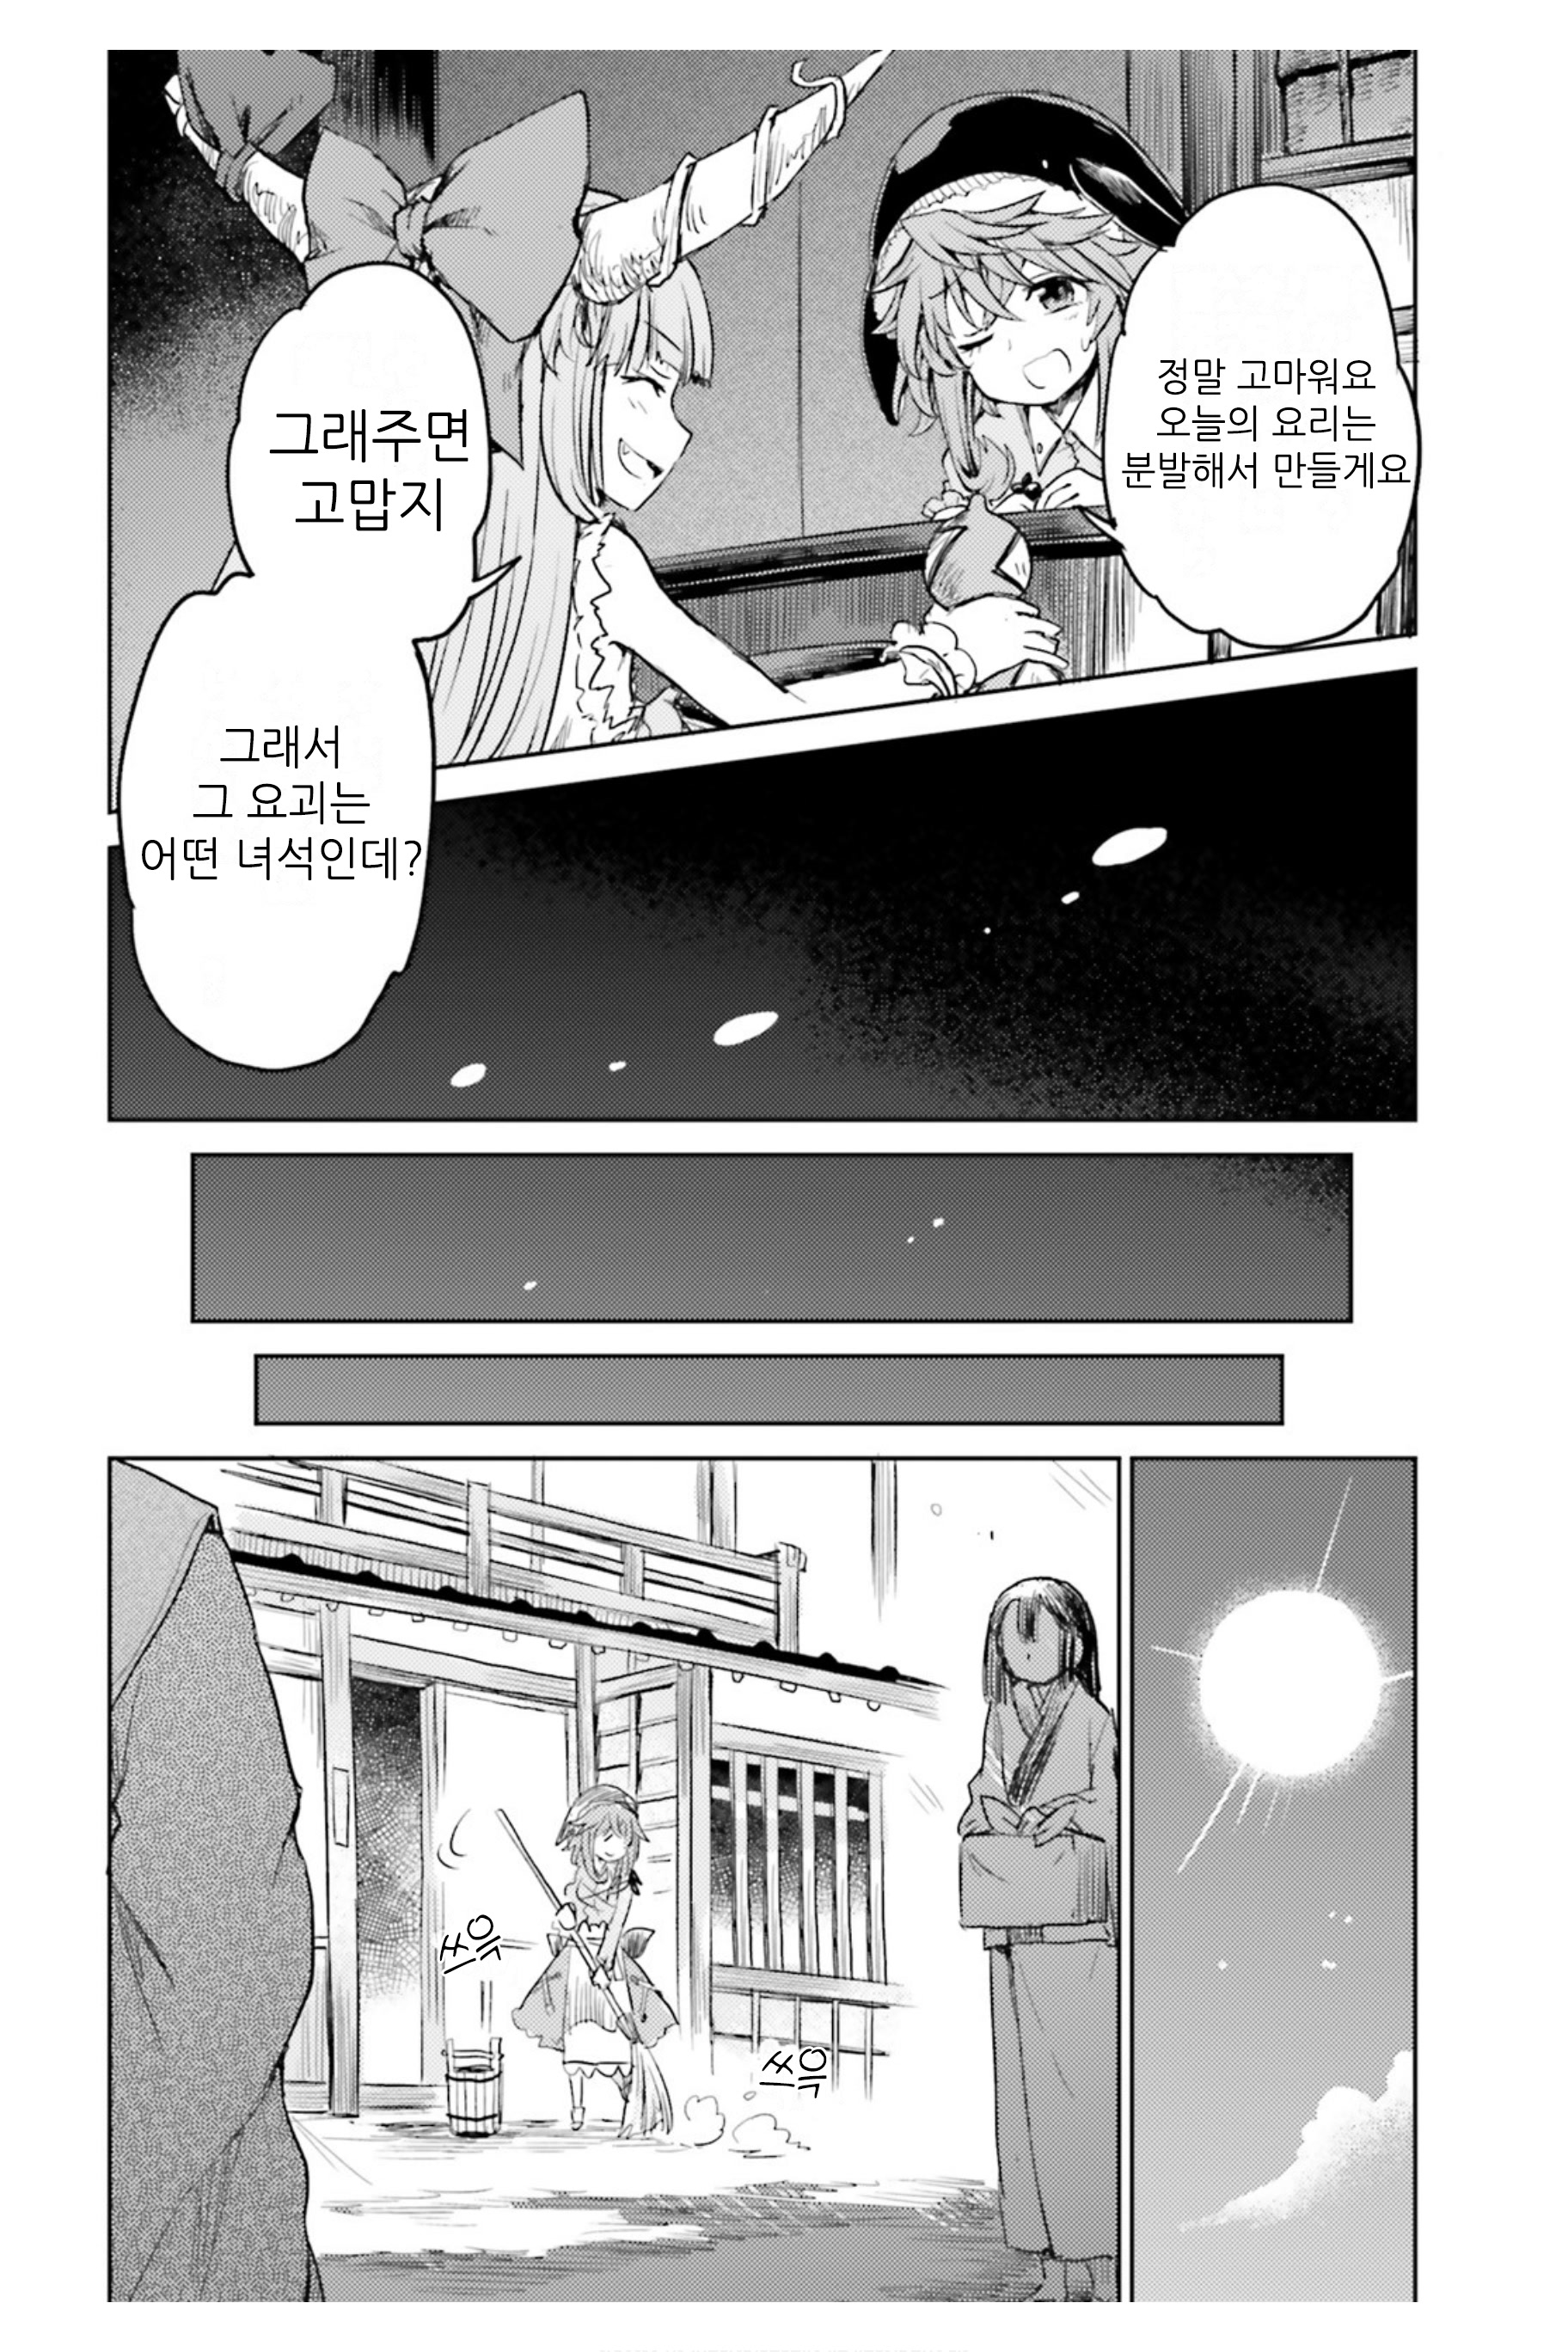 정말 고마워요
오늘의 요리는
분발해서 만들게요
그래주면
고맙지
그래서
그 요괴는
어떤 녀석인데?
쓰윽
쓰윽